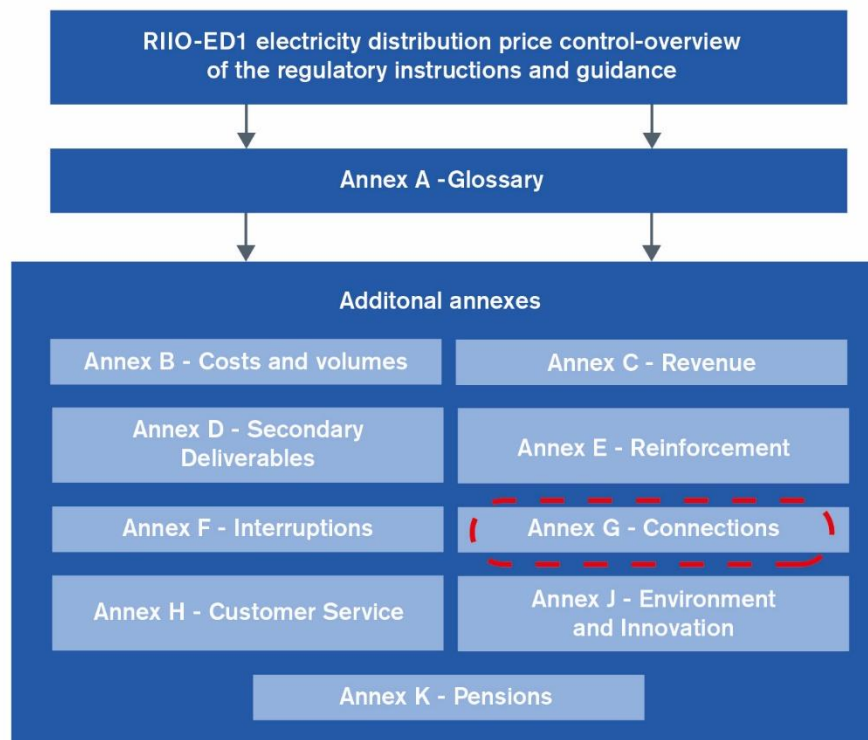 RIIO-ED1 electricity distribution price control-overview
of the regulatory instructions and guidance
Annex A -Glossary
Additonal annexes
Annex B - Costs and volumes
Annex C - Revenue
Annex D - Secondary
Deliverables
Annex E - Reinforcement
Annex F - Interruptions
Annex G - Connections
Annex H - Customer Service
Annex J - Environment
and Innovation
Annex K - Pensions